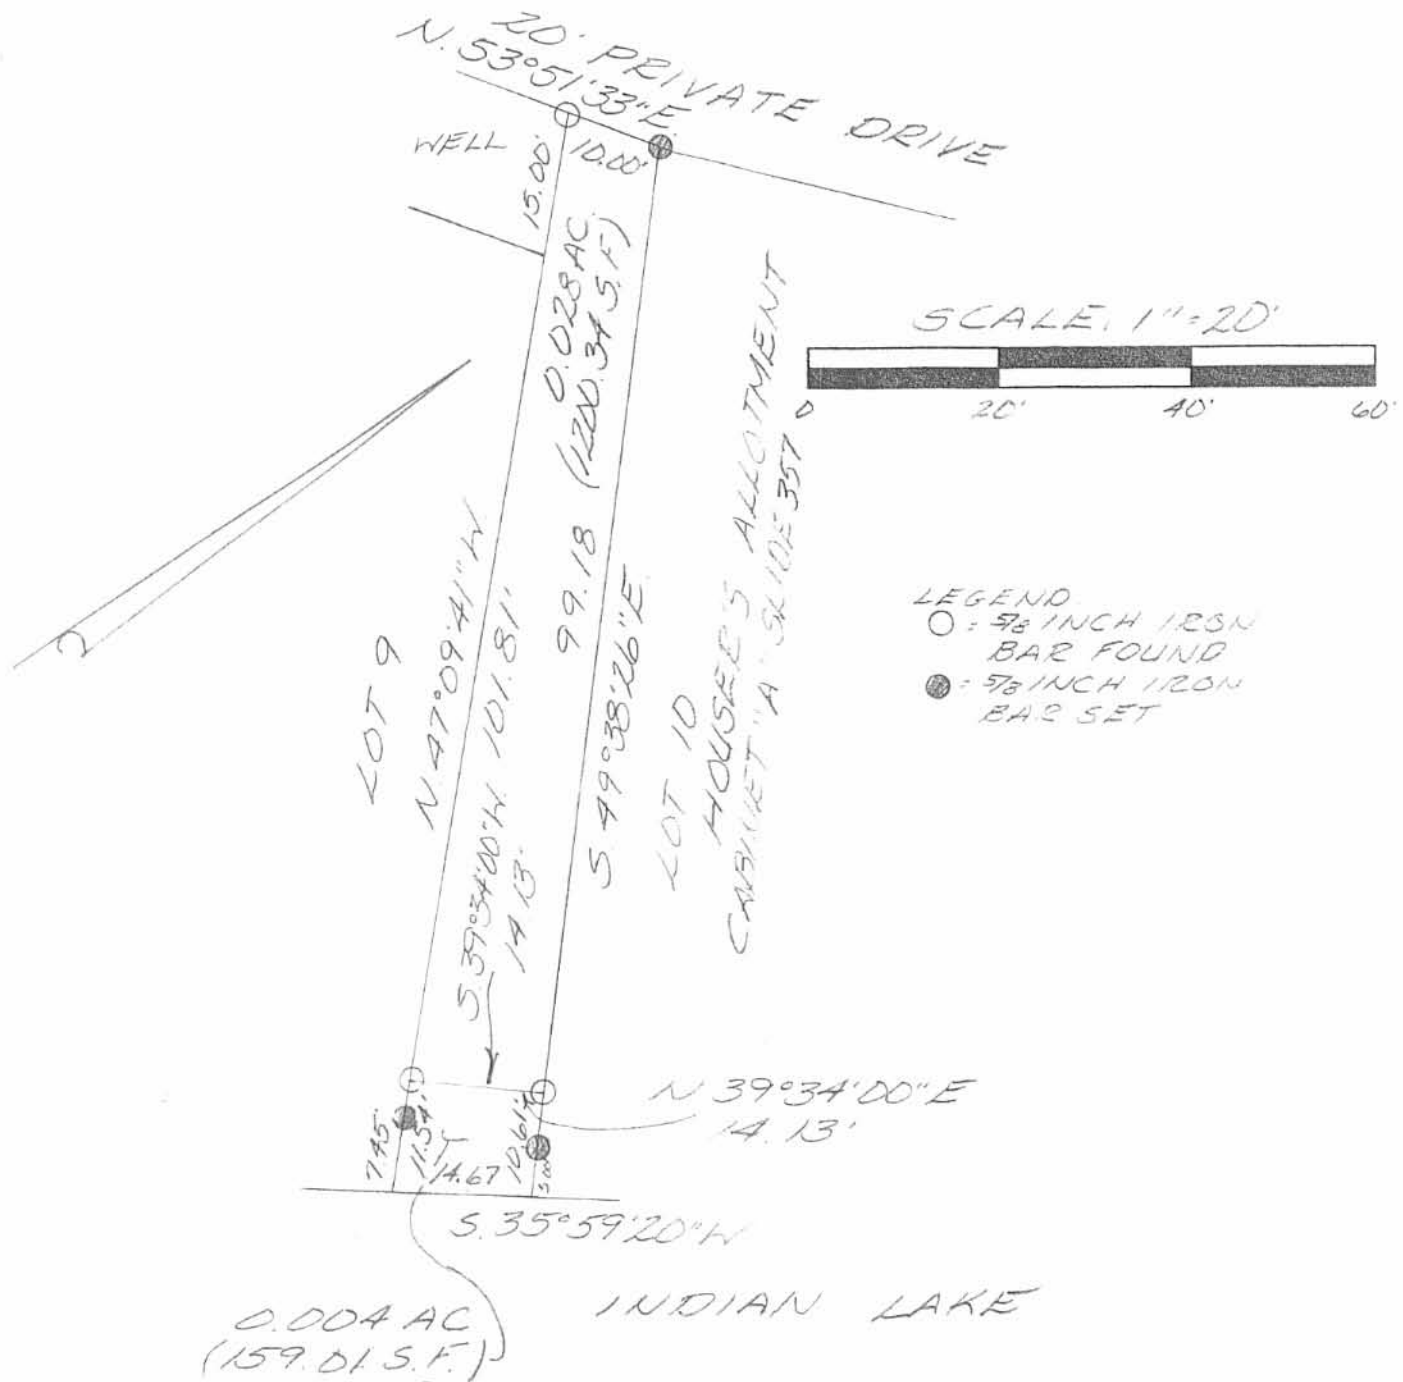 20' PRIVATE DRIVE
N. 53°51'33"E.
WELL
15.00'
10.00'
0.028 AC.
(1200.34 S.F.)
99.18
S. 49°38'26"E.
N. 47°09'41" W.
101.81'
LOT 9
LOT 10
HOUSER'S ALLOTMENT
CABINET "A" SLIDE 357
SCALE. 1"=20'
0 20' 40' 60'
LEGEND
O : 5/8 INCH IRON
BAR FOUND
● : 5/8 INCH IRON
BAR SET
S. 39°34'00"W.
14.13'
N 39°34'00"E
14.13'
7.45'
11.54'
14.67
10.61'
5.00'
S. 35°59'20"W
0.004 AC
(159.01 S.F.)
INDIAN LAKE